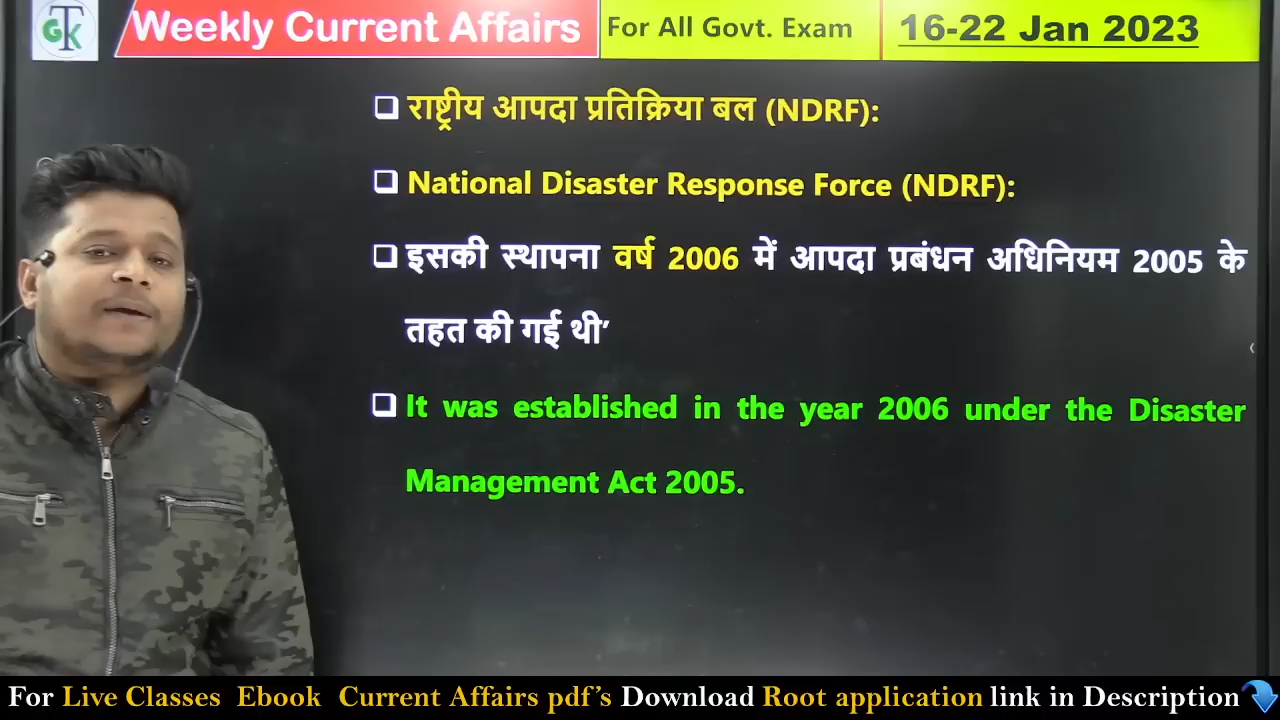 GTK
Weekly Current Affairs
For All Govt. Exam
16-22 Jan 2023
राष्ट्रीय आपदा प्रतिक्रिया बल (NDRF):
National Disaster Response Force (NDRF):
इसकी स्थापना वर्ष 2006 में आपदा प्रबंधन अधिनियम 2005 के
तहत की गई थी’
It was established in the year 2006 under the Disaster
Management Act 2005.
For Live Classes Ebook Current Affairs pdf’s Download Root application link in Description